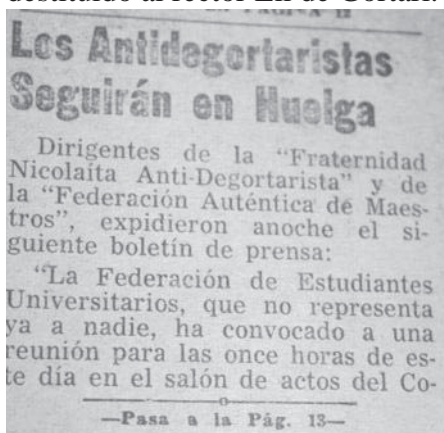 Los Antidegortaristas
Seguirán en Huelga
Dirigentes de la "Fraternidad
Nicolaita Anti-Degortarista" y de
la "Federación Auténtica de Maes-
tros", expidieron anoche el si-
guiente boletín de prensa:
"La Federación de Estudiantes
Universitarios, que no representa
ya a nadie, ha convocado a una
reunión para las once horas de es-
te día en el salón de actos del Co-
—Pasa a la Pág. 13—